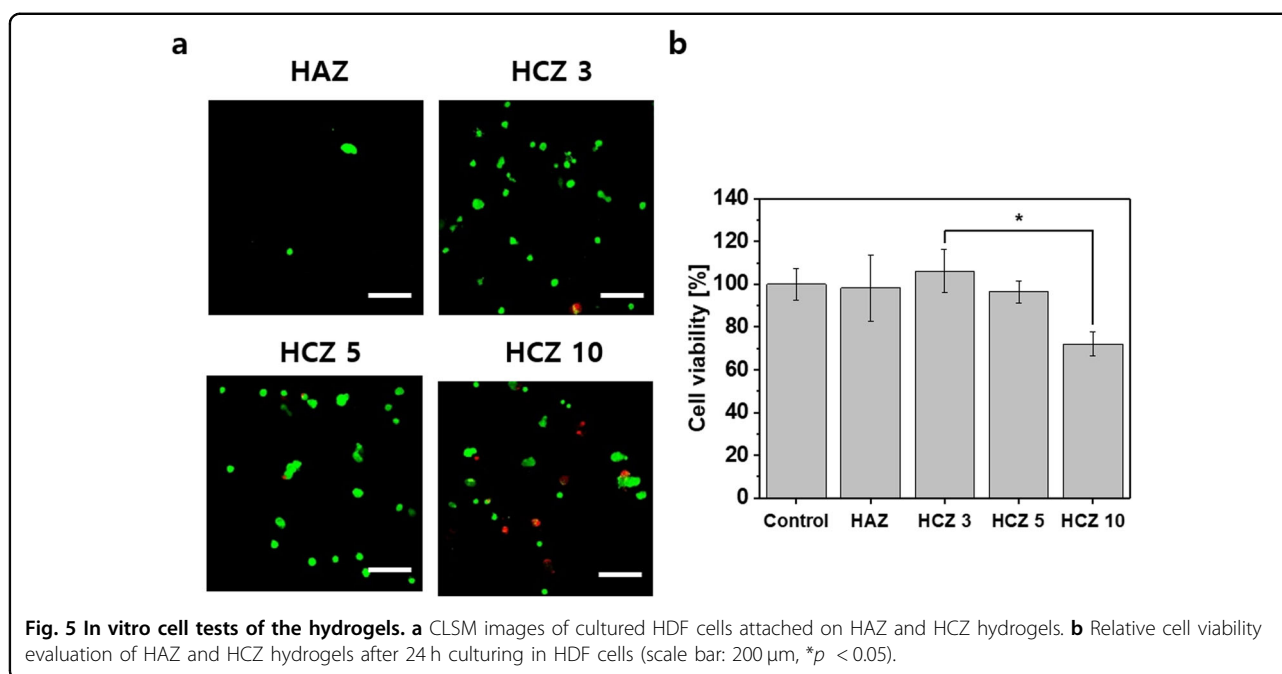 a
HAZ
HCZ 3
HCZ 5
HCZ 10
b
Cell viability [%]
140
120
100
80
60
40
20
0
*
Control HAZ HCZ 3 HCZ 5 HCZ 10
Fig. 5 In vitro cell tests of the hydrogels. a CLSM images of cultured HDF cells attached on HAZ and HCZ hydrogels. b Relative cell viability
evaluation of HAZ and HCZ hydrogels after 24 h culturing in HDF cells (scale bar: 200 μm, *p < 0.05).